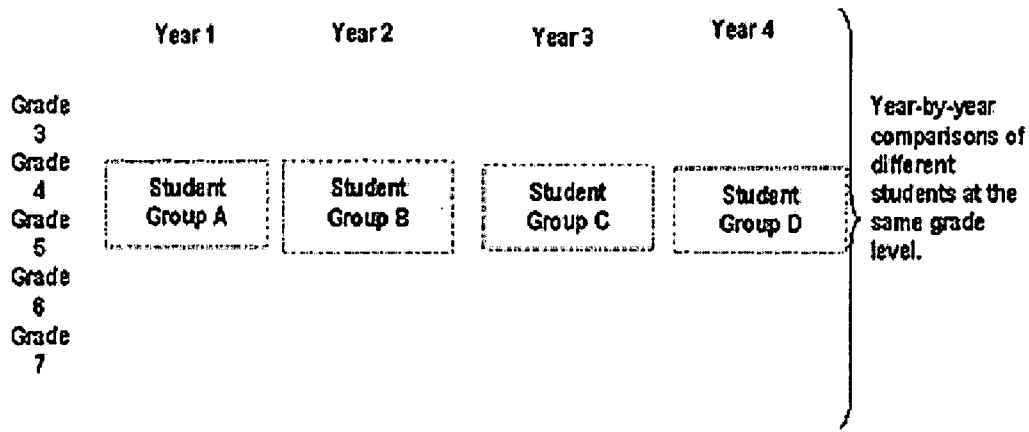 Year 1 Year 2 Year 3 Year 4
Grade
3
Grade
4
Grade
5
Grade
6
Grade
7
Student
Group A
Student
Group B
Student
Group C
Student
Group D
Year-by-year
comparisons of
different
students at the
same grade
level.